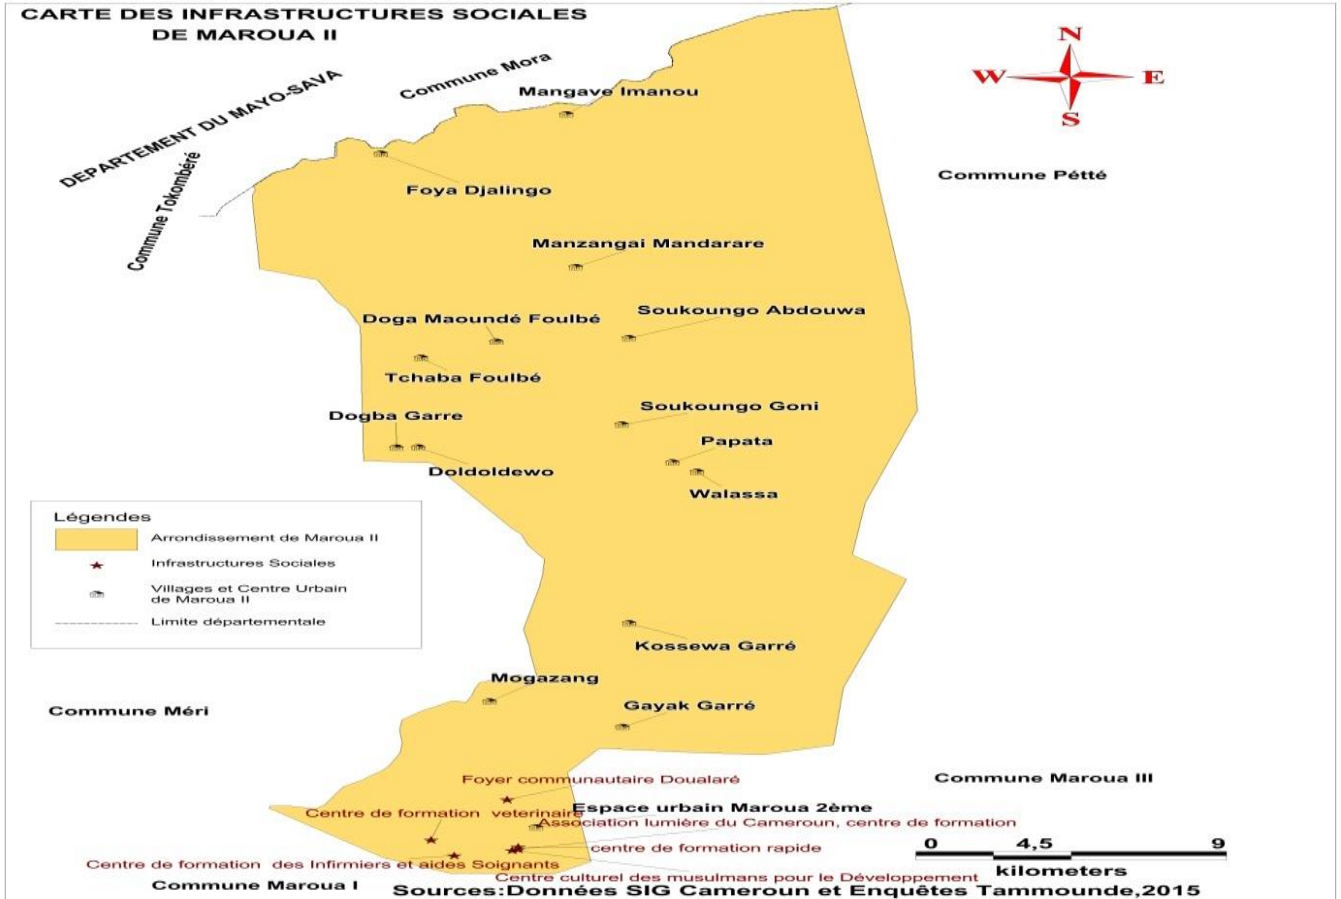 CARTE DES INFRASTRUCTURES SOCIALES
DE MAROUA II
N
W E
S
DEPARTEMENT DU MAYO-SAVA
Commune Mora
Commune Tokombéré
Mangave Imanou
Commune Pétté
Foya Djalingo
Manzangai Mandarare
Doga Maoundé Foulbé
Soukoungo Abdouwa
Tchaba Foulbé
Dogba Garre
Soukoungo Goni
Papata
Doldoldewo
Walassa
Légendes
Arrondissement de Maroua II
Infrastructures Sociales
Villages et Centre Urbain
de Maroua II
Limite départementale
Kossewa Garré
Mogazang
Commune Méri
Gayak Garré
Foyer communautaire Doualaré
Commune Maroua III
Centre de formation veterinaire
Espace urbain Maroua 2ème
Association lumière du Cameroun, centre de formation
centre de formation rapide
Centre de formation des Infirmiers et aides Soignants
Centre culturel des musulmans pour le Développement
Commune Maroua I
0 4,5 9
kilometers
Sources:Données SIG Cameroun et Enquêtes Tammounde,2015